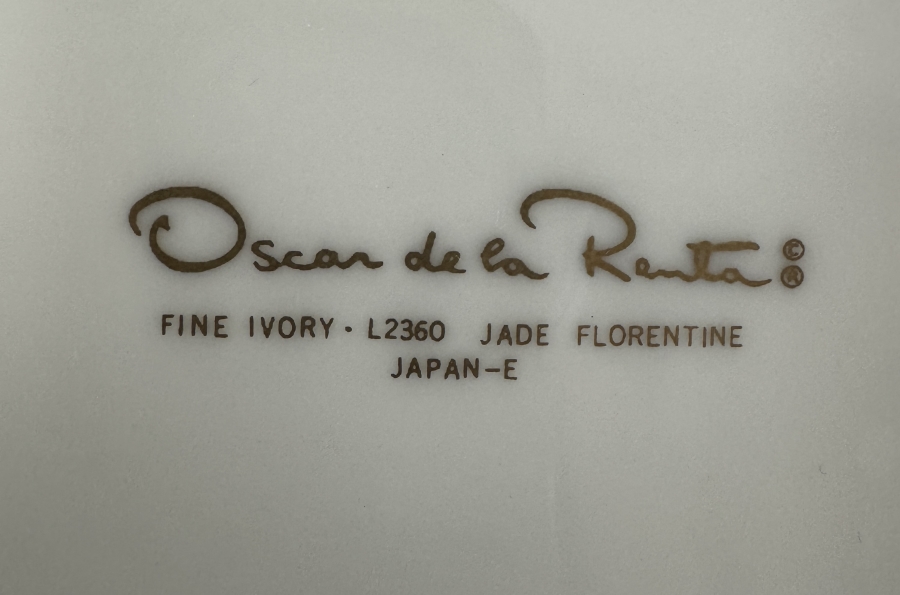 Oscar de la Renta ©®
FINE IVORY · L2360 JADE FLORENTINE
JAPAN-E